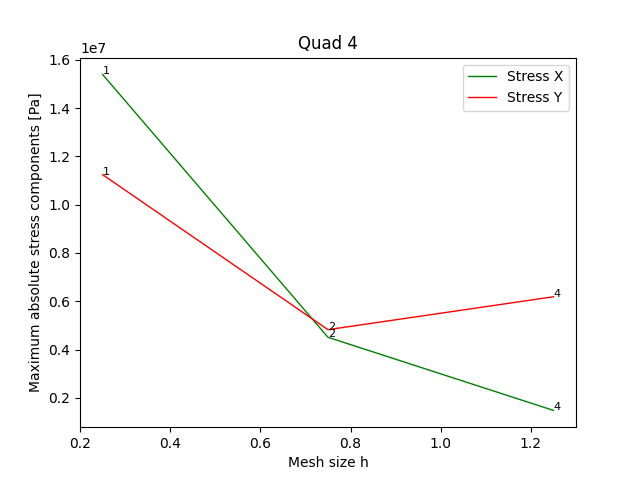 Quad 4
1e7
Maximum absolute stress components [Pa]
1.6
1.4
1.2
1.0
0.8
0.6
0.4
0.2
Stress X
Stress Y
1
1
2
2
4
4
0.2 0.4 0.6 0.8 1.0 1.2
Mesh size h